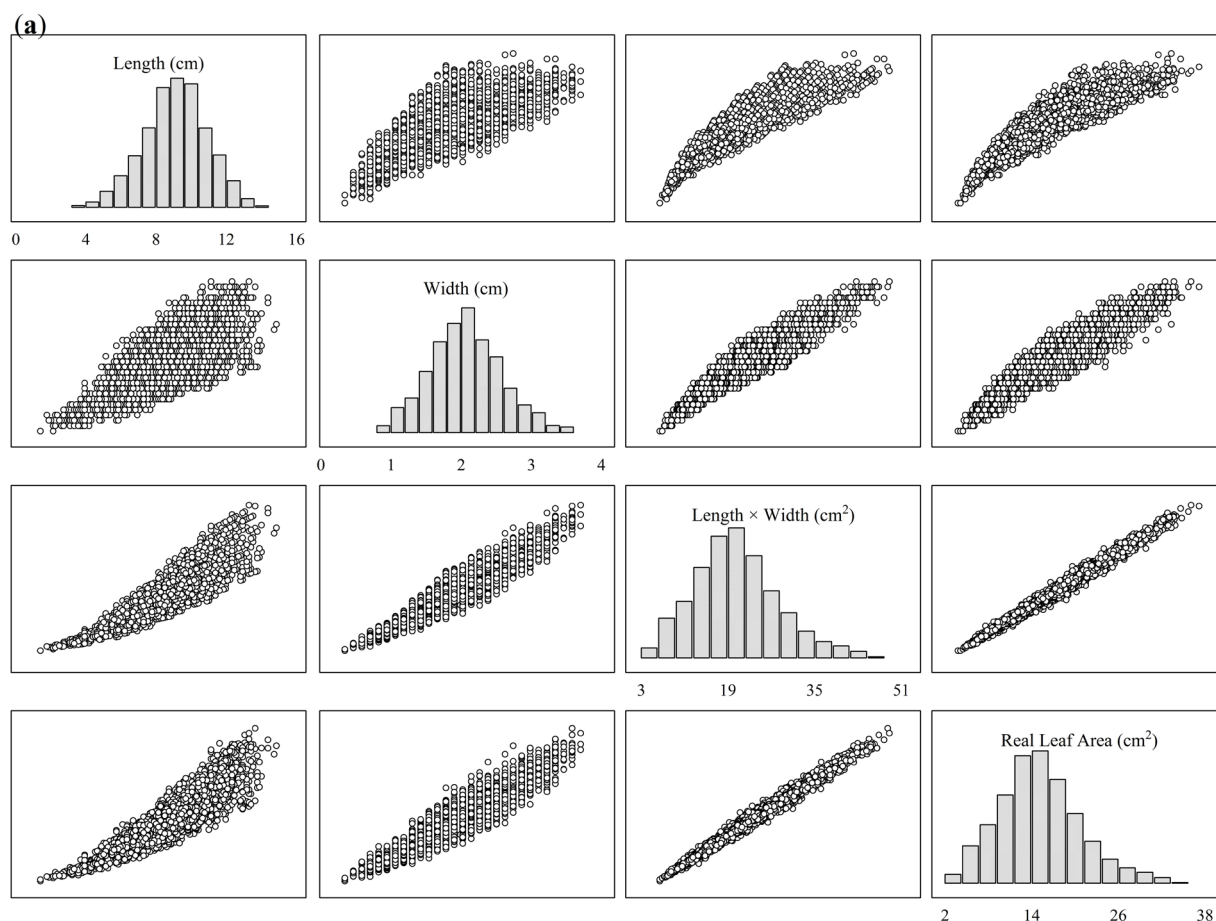 (a)
Length (cm)
0 4 8 12 16
Width (cm)
0 1 2 3 4
Length × Width (cm²)
3 19 35 51
Real Leaf Area (cm²)
2 14 26 38